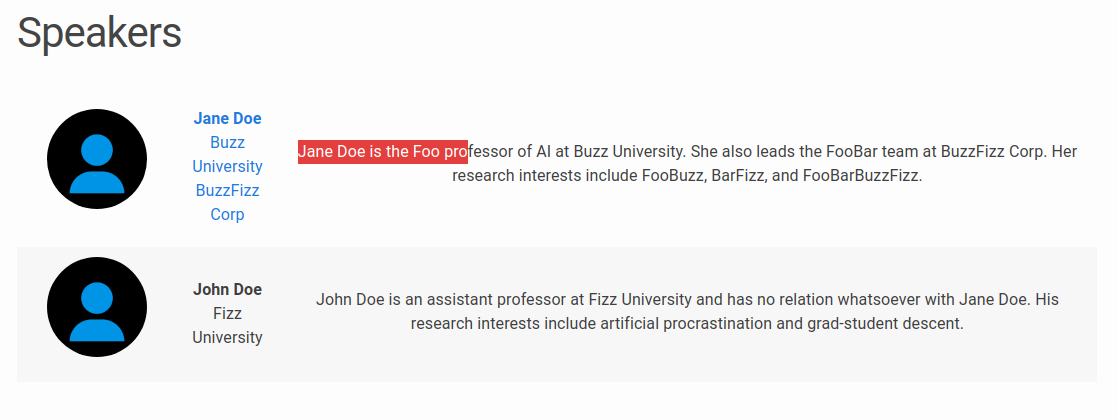 Speakers
Jane Doe
Buzz
University
BuzzFizz
Corp
Jane Doe is the Foo professor of AI at Buzz University. She also leads the FooBar team at BuzzFizz Corp. Her
research interests include FooBuzz, BarFizz, and FooBarBuzzFizz.
John Doe
Fizz
University
John Doe is an assistant professor at Fizz University and has no relation whatsoever with Jane Doe. His
research interests include artificial procrastination and grad-student descent.